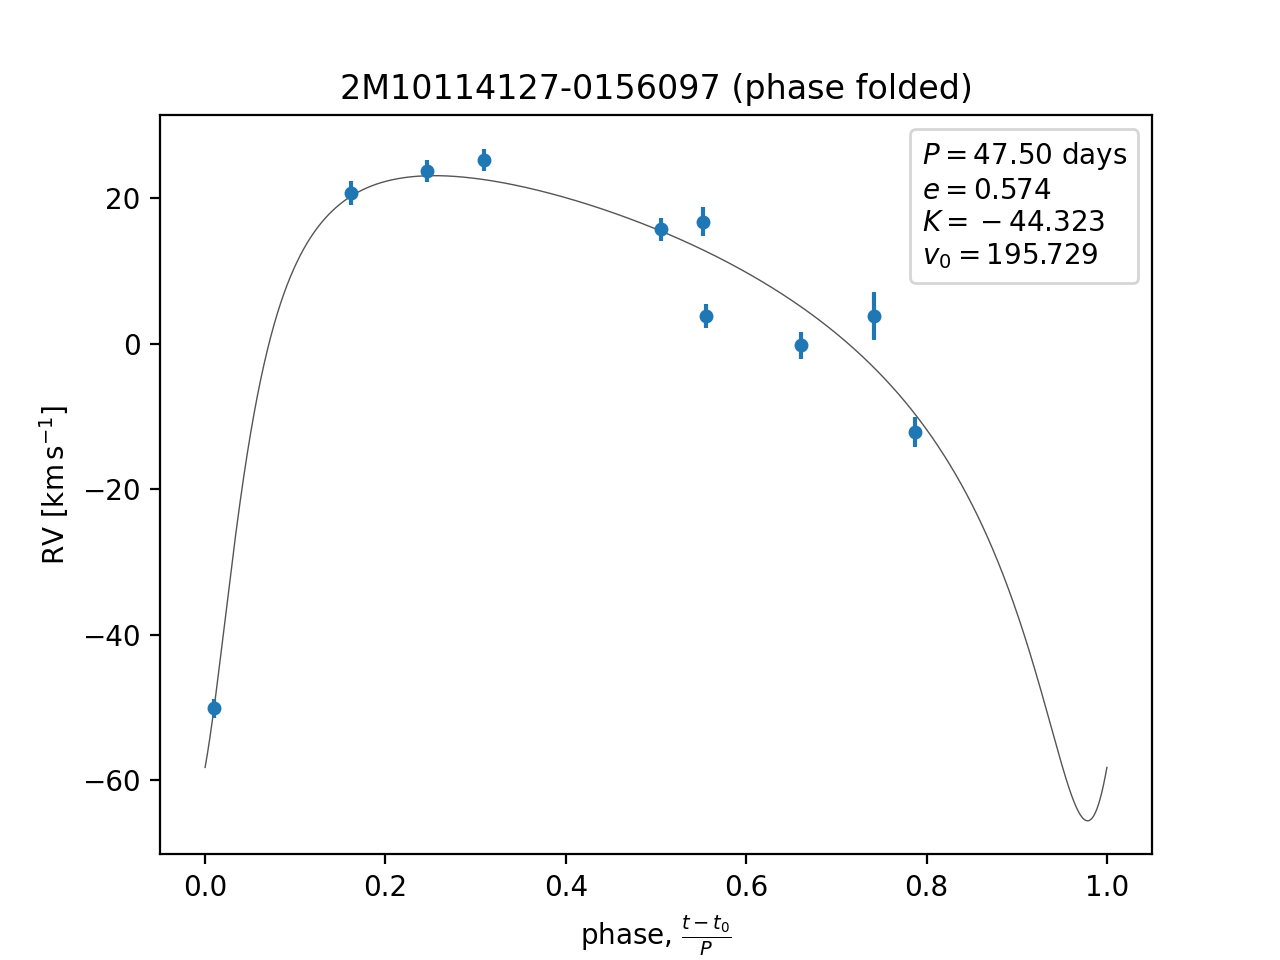 2M10114127-0156097 (phase folded)
P = 47.50 days
e = 0.574
K = − 44.323
v₀ = 195.729
20
0
−20
−40
−60
RV [km s⁻¹]
0.0 0.2 0.4 0.6 0.8 1.0
phase, (t − t₀)/P